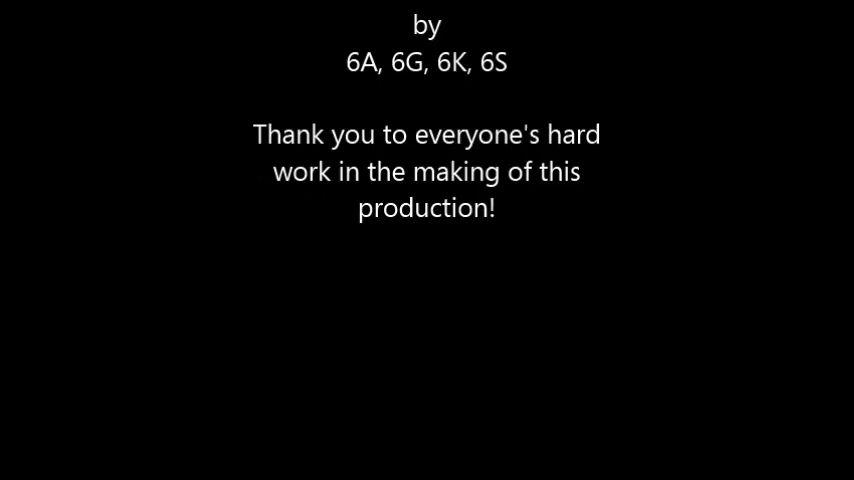 by
6A, 6G, 6K, 6S
Thank you to everyone's hard
work in the making of this
production!